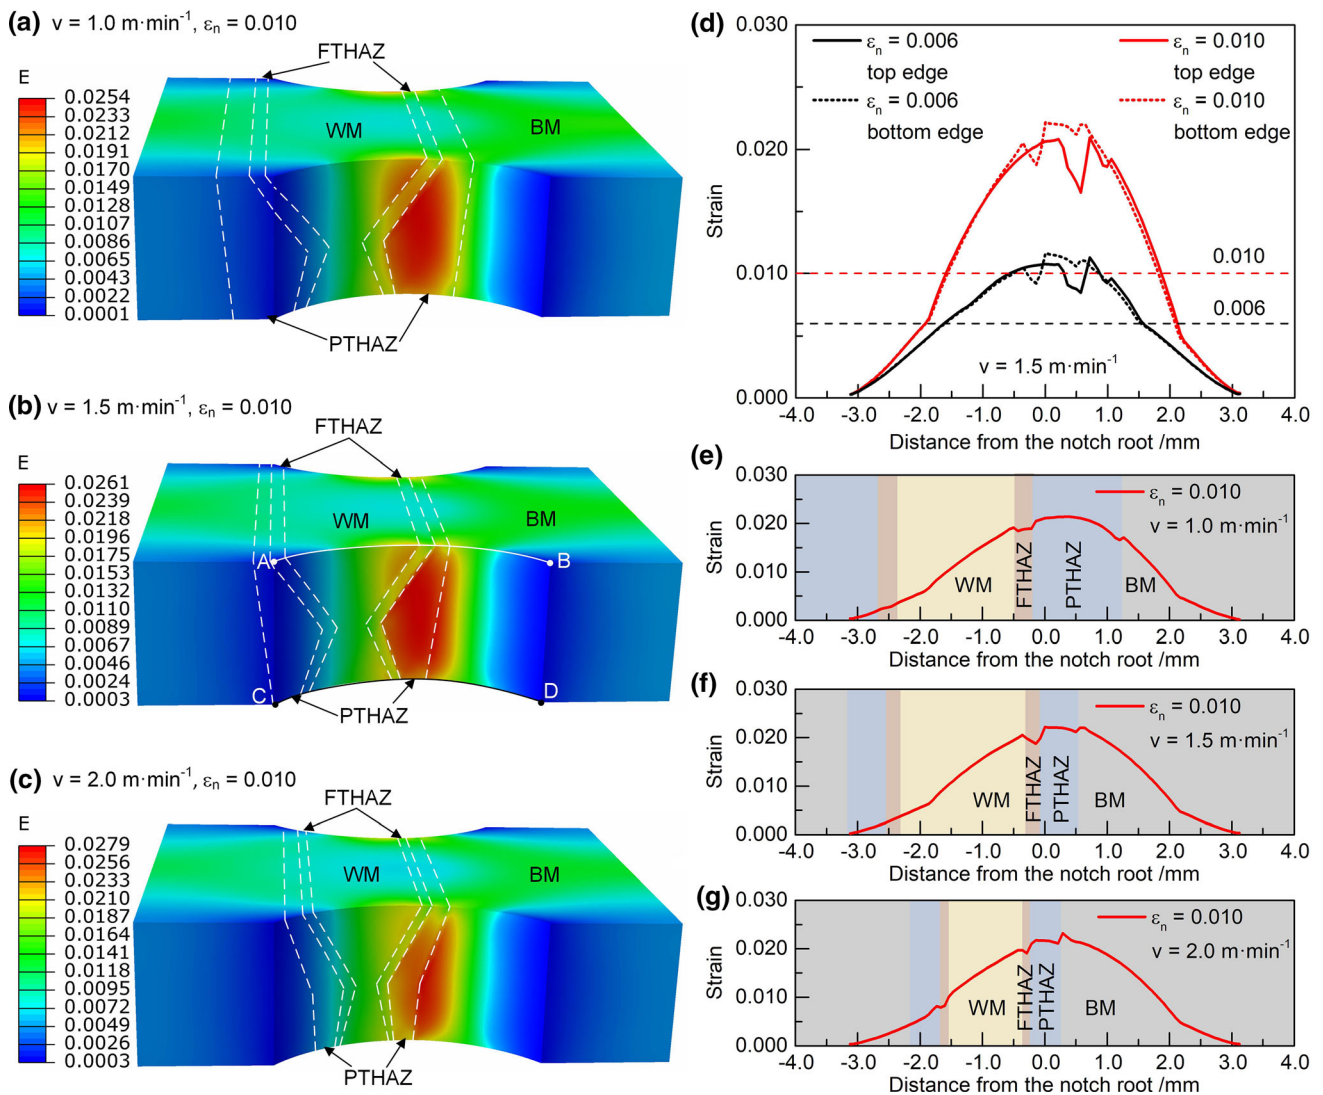 (a) v = 1.0 m·min⁻¹, εₙ = 0.010
FTHAZ
E
0.0254
0.0233
0.0212
0.0191
0.0170
0.0149
0.0128
0.0107
0.0086
0.0065
0.0043
0.0022
0.0001
WM
BM
PTHAZ
(b) v = 1.5 m·min⁻¹, εₙ = 0.010
FTHAZ
E
0.0261
0.0239
0.0218
0.0196
0.0175
0.0153
0.0132
0.0111
0.0089
0.0068
0.0046
0.0025
0.0003
WM
BM
A
B
C
D
PTHAZ
(c) v = 2.0 m·min⁻¹, εₙ = 0.010
FTHAZ
E
0.0279
0.0256
0.0233
0.0210
0.0187
0.0164
0.0141
0.0118
0.0095
0.0072
0.0049
0.0026
0.0003
WM
BM
PTHAZ
(d)
0.030
0.020
0.010
0.000
Strain
εₙ = 0.006
top edge
εₙ = 0.006
bottom edge
εₙ = 0.010
top edge
εₙ = 0.010
bottom edge
0.010
0.006
v = 1.5 m·min⁻¹
-4.0 -3.0 -2.0 -1.0 0.0 1.0 2.0 3.0 4.0
Distance from the notch root /mm
(e)
0.030
0.020
0.010
0.000
Strain
εₙ = 0.010
v = 1.0 m·min⁻¹
WM
FTHAZ
PTHAZ
BM
-4.0 -3.0 -2.0 -1.0 0.0 1.0 2.0 3.0 4.0
Distance from the notch root /mm
(f)
0.030
0.020
0.010
0.000
Strain
εₙ = 0.010
v = 1.5 m·min⁻¹
WM
FTHAZ
PTHAZ
BM
-4.0 -3.0 -2.0 -1.0 0.0 1.0 2.0 3.0 4.0
Distance from the notch root /mm
(g)
0.030
0.020
0.010
0.000
Strain
εₙ = 0.010
v = 2.0 m·min⁻¹
WM
FTHAZ
PTHAZ
BM
-4.0 -3.0 -2.0 -1.0 0.0 1.0 2.0 3.0 4.0
Distance from the notch root /mm